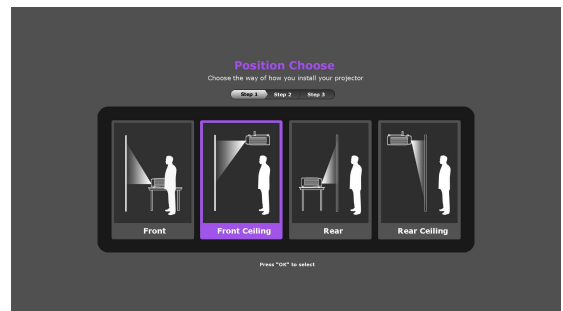 Position Choose
Choose the way of how you install your projector
Step 1 Step 2 Step 3
Front Front Ceiling Rear Rear Ceiling
Press "OK" to select